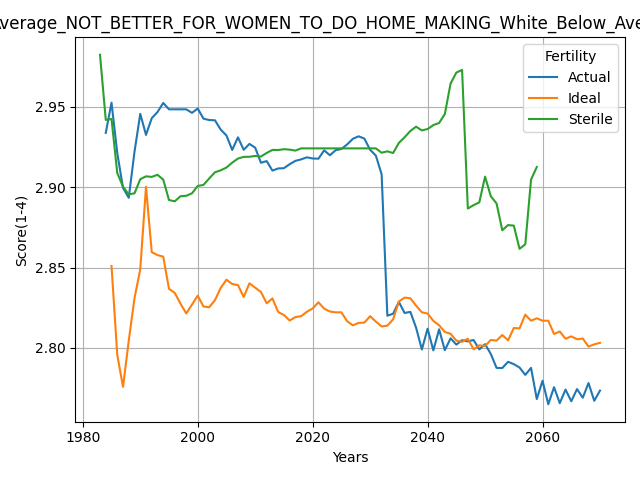 Average_NOT_BETTER_FOR_WOMEN_TO_DO_HOME_MAKING_White_Below_Ave
Fertility
Actual
Ideal
Sterile
Score(1-4)
2.95
2.90
2.85
2.80
1980 2000 2020 2040 2060
Years